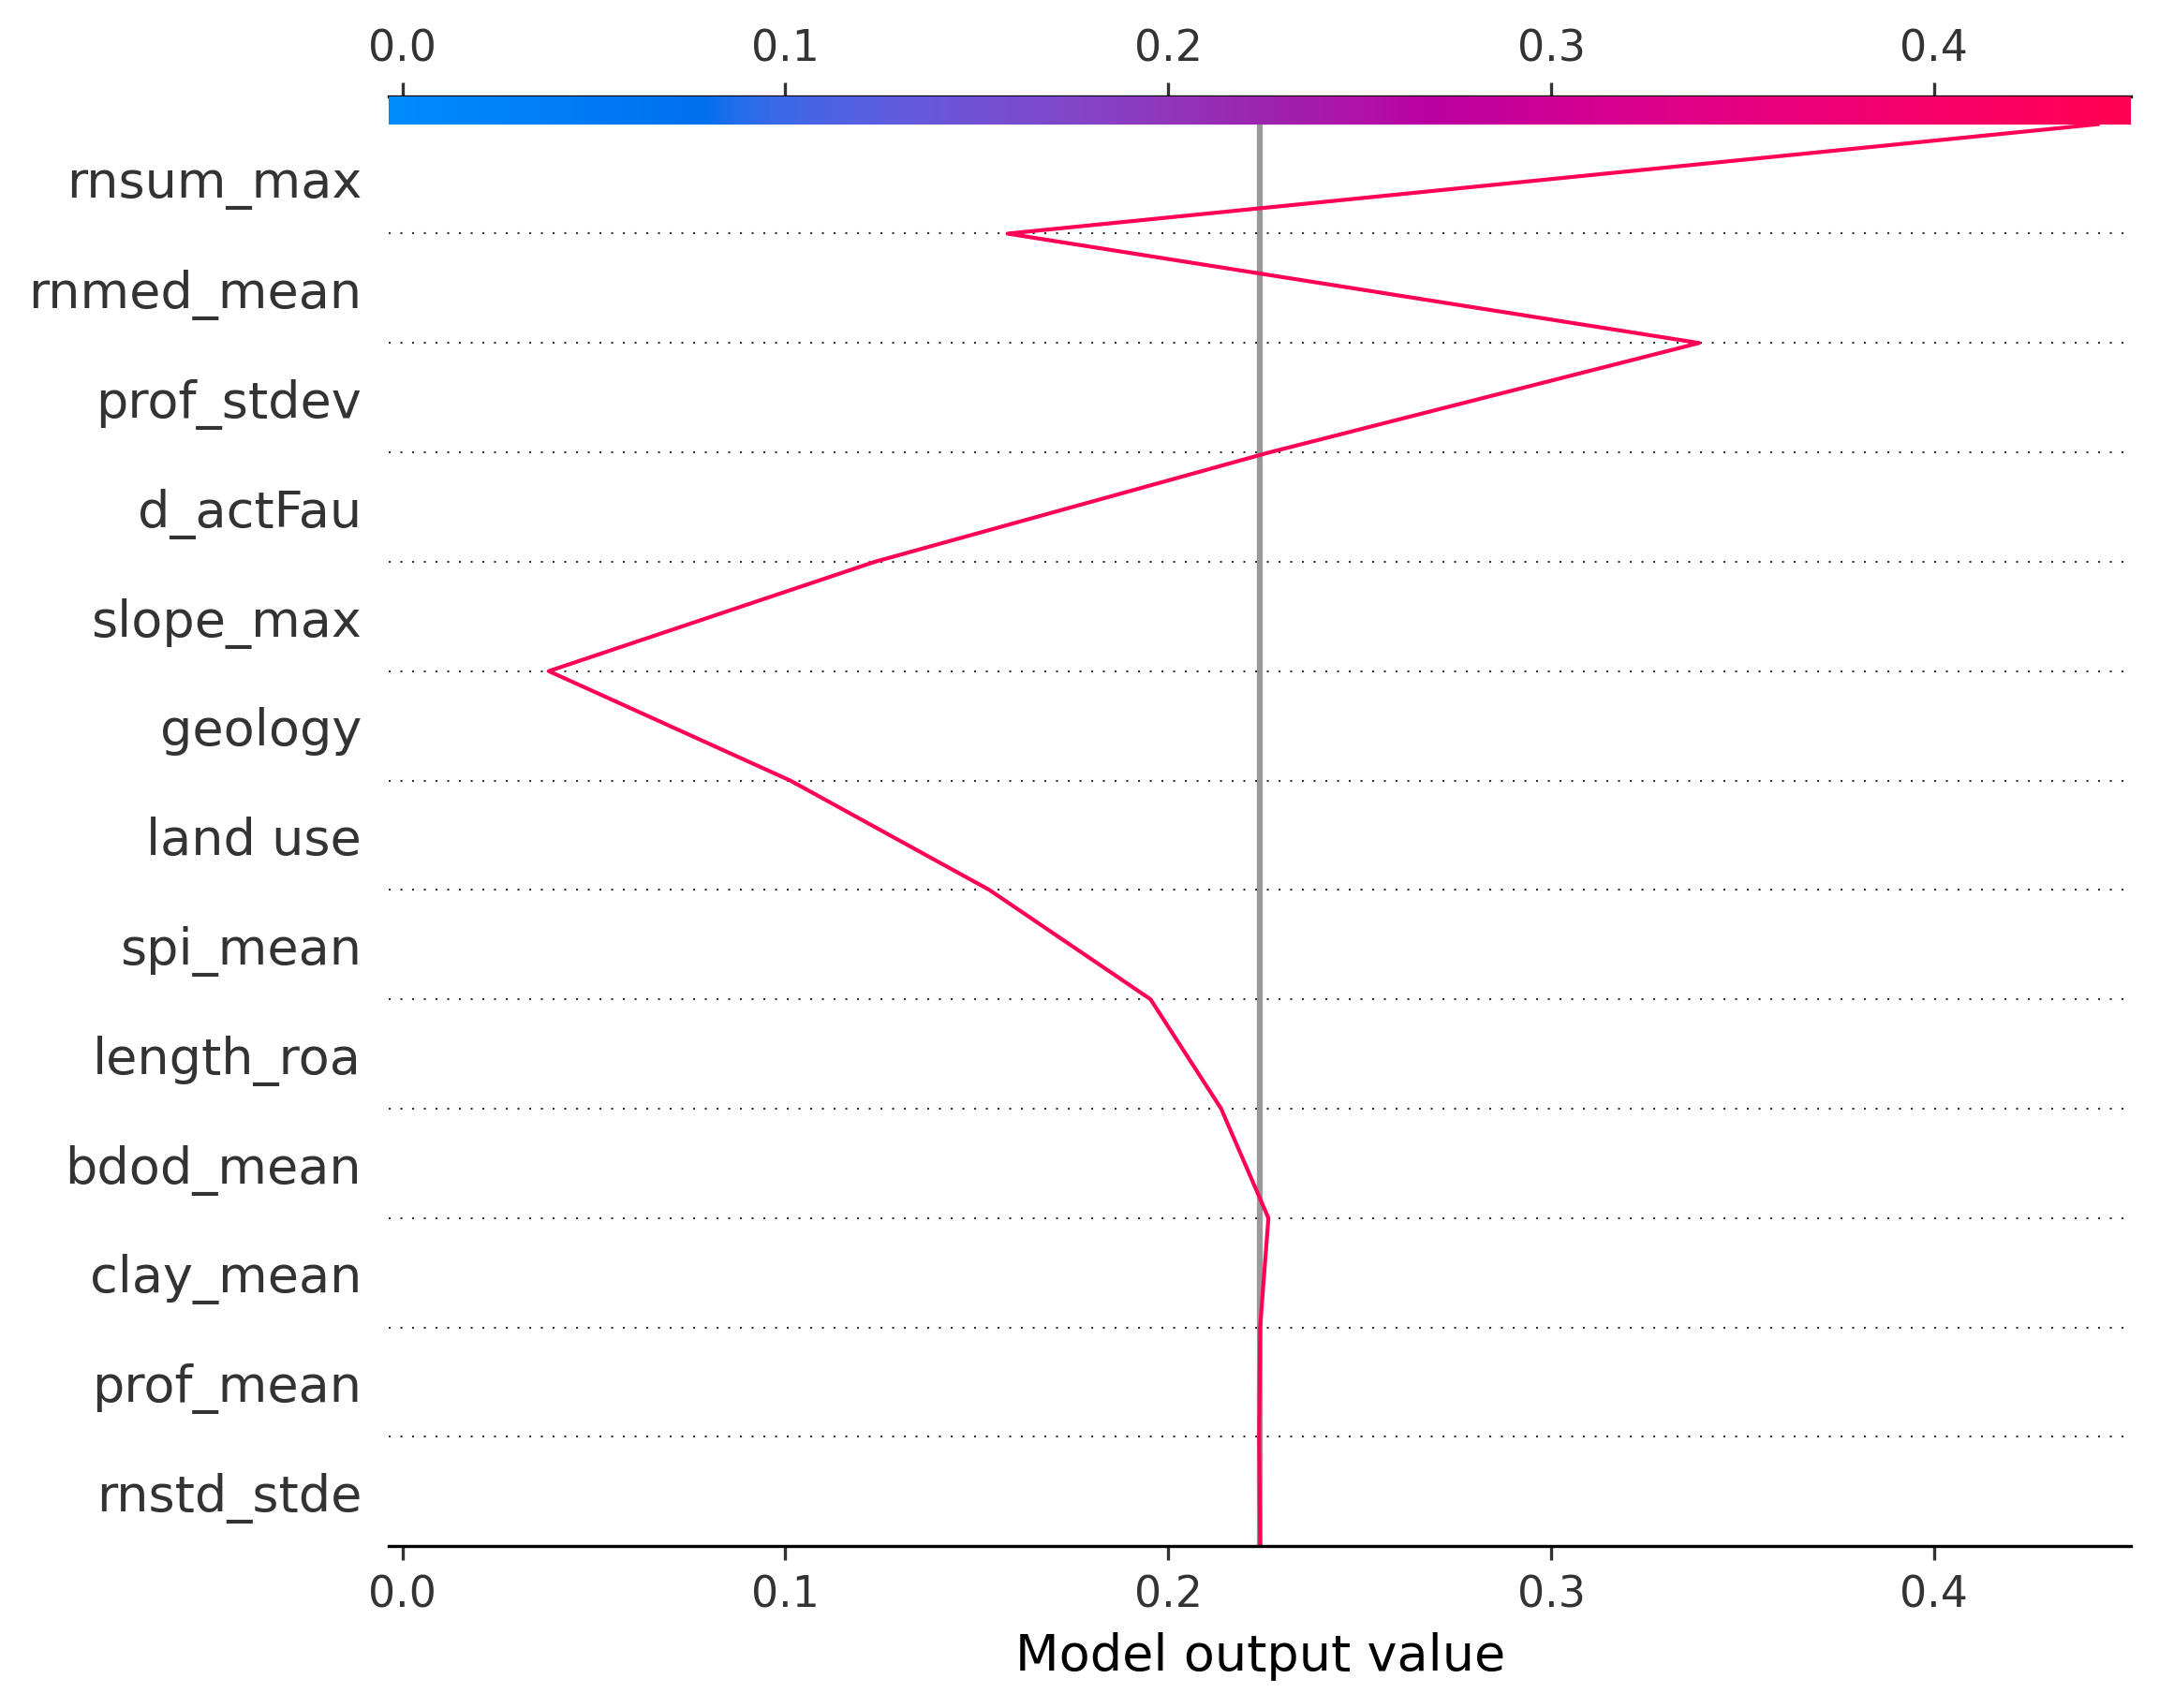 0.0 0.1 0.2 0.3 0.4
rnsum_max
rnmed_mean
prof_stdev
d_actFau
slope_max
geology
land use
spi_mean
length_roa
bdod_mean
clay_mean
prof_mean
rnstd_stde
0.0 0.1 0.2 0.3 0.4
Model output value